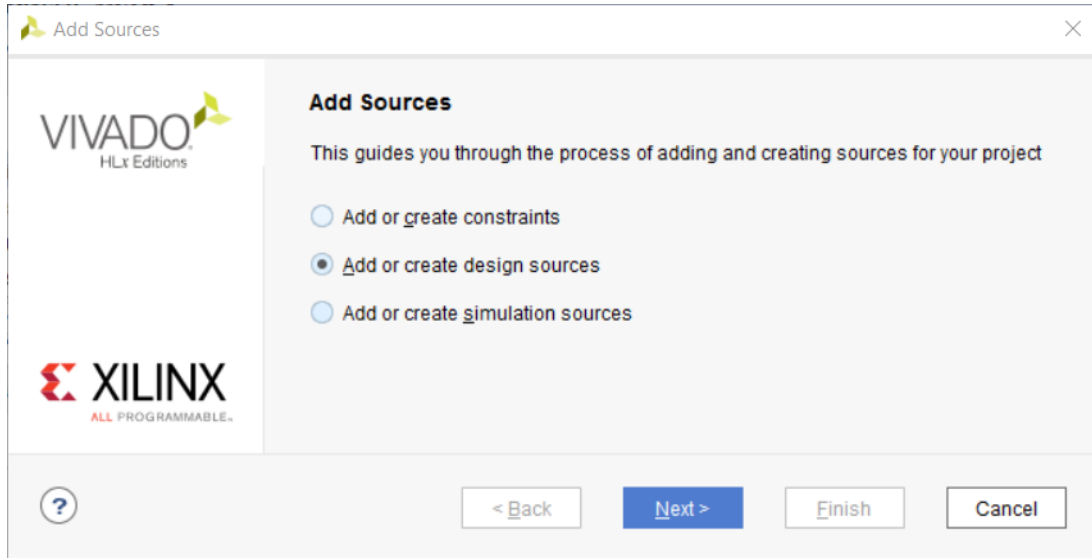 Add Sources
VIVADO
HLx Editions
Add Sources
This guides you through the process of adding and creating sources for your project
Add or create constraints
Add or create design sources
Add or create simulation sources
XILINX
ALL PROGRAMMABLE™
?
< Back
Next >
Finish
Cancel